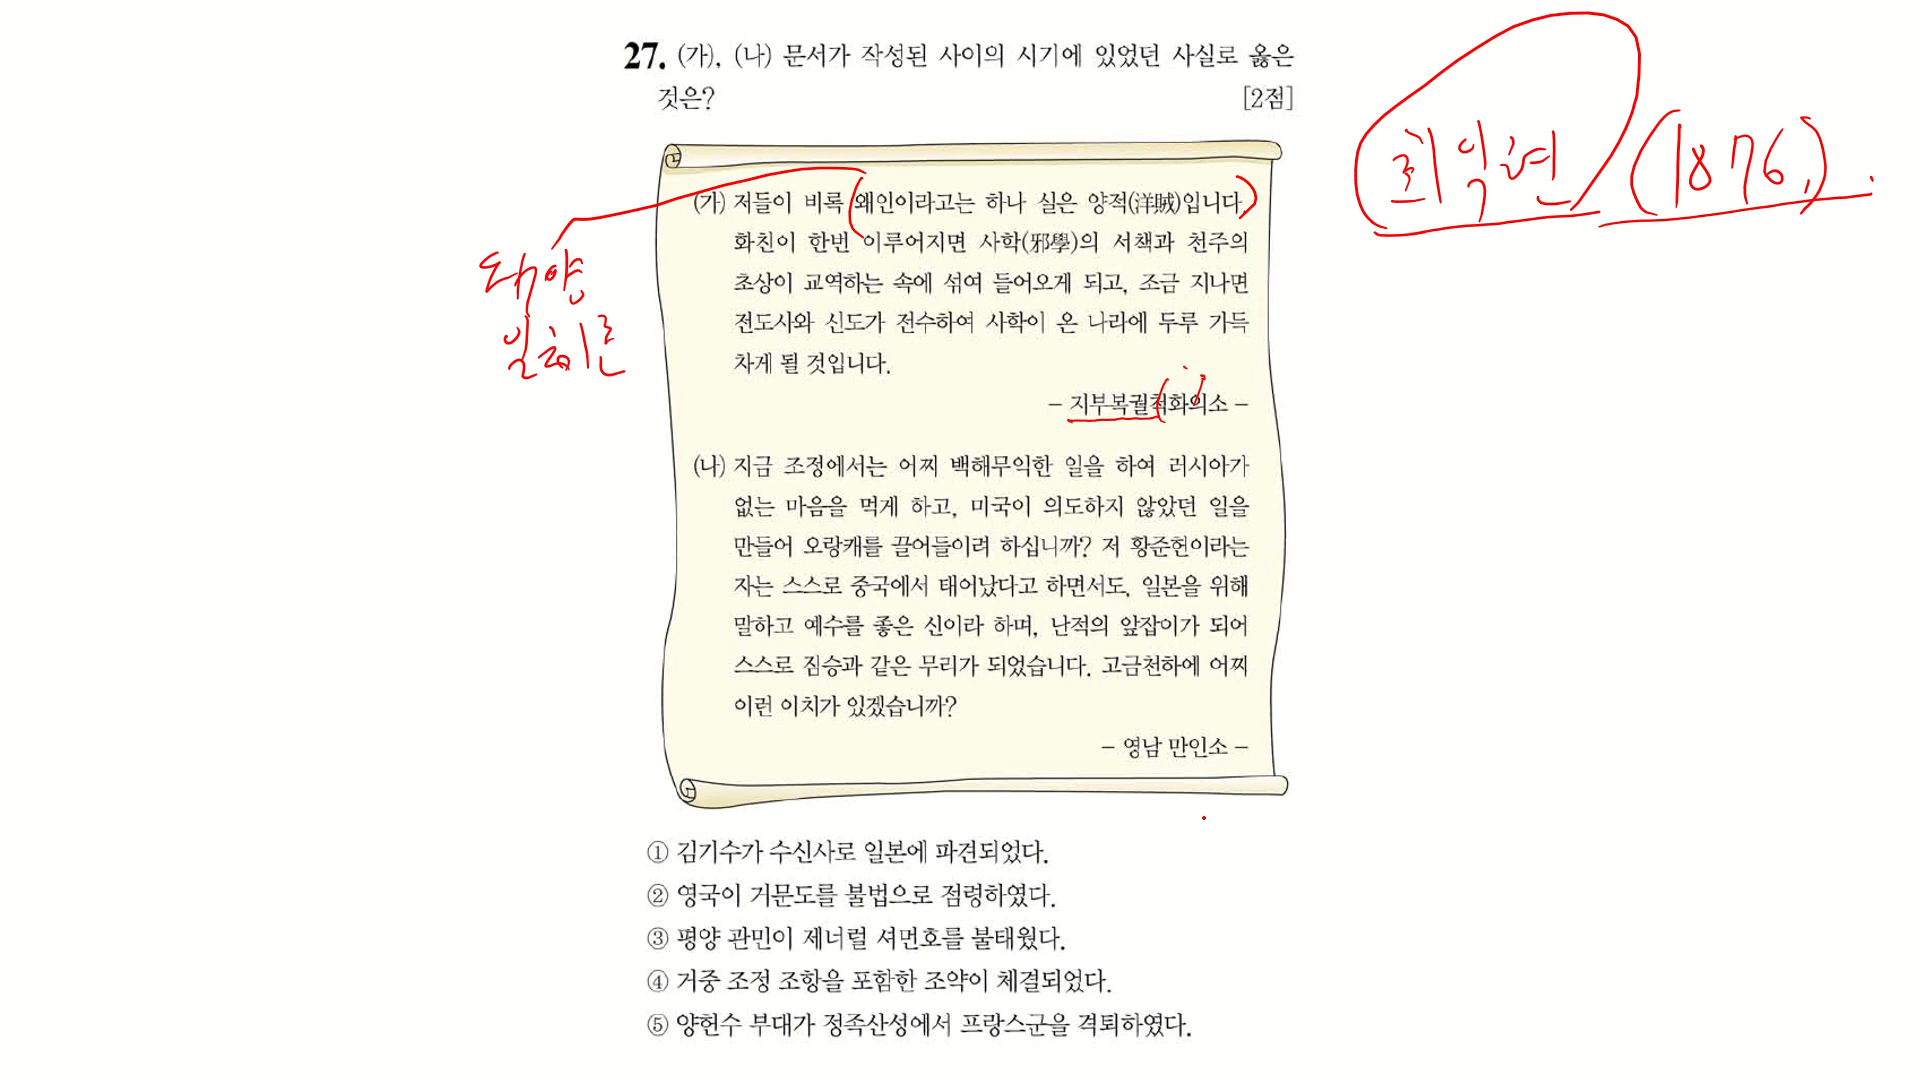 27. (가), (나) 문서가 작성된 사이의 시기에 있었던 사실로 옳은
것은? [2점]
최익현 (1876)
(가) 저들이 비록 왜인이라고는 하나 실은 양적(洋賊)입니다.
화친이 한번 이루어지면 사학(邪學)의 서책과 천주의
초상이 교역하는 속에 섞여 들어오게 되고, 조금 지나면
전도사와 신도가 전수하여 사학이 온 나라에 두루 가득
차게 될 것입니다.
왜양
일체론
- 지부복궐척화의소 -
(나) 지금 조정에서는 어찌 백해무익한 일을 하여 러시아가
없는 마음을 먹게 하고, 미국이 의도하지 않았던 일을
만들어 오랑캐를 끌어들이려 하십니까? 저 황준헌이라는
자는 스스로 중국에서 태어났다고 하면서도, 일본을 위해
말하고 예수를 좋은 신이라 하며, 난적의 앞잡이가 되어
스스로 짐승과 같은 무리가 되었습니다. 고금천하에 어찌
이런 이치가 있겠습니까?
- 영남 만인소 -
① 김기수가 수신사로 일본에 파견되었다.
② 영국이 거문도를 불법으로 점령하였다.
③ 평양 관민이 제너럴 셔먼호를 불태웠다.
④ 거중 조정 조항을 포함한 조약이 체결되었다.
⑤ 양헌수 부대가 정족산성에서 프랑스군을 격퇴하였다.